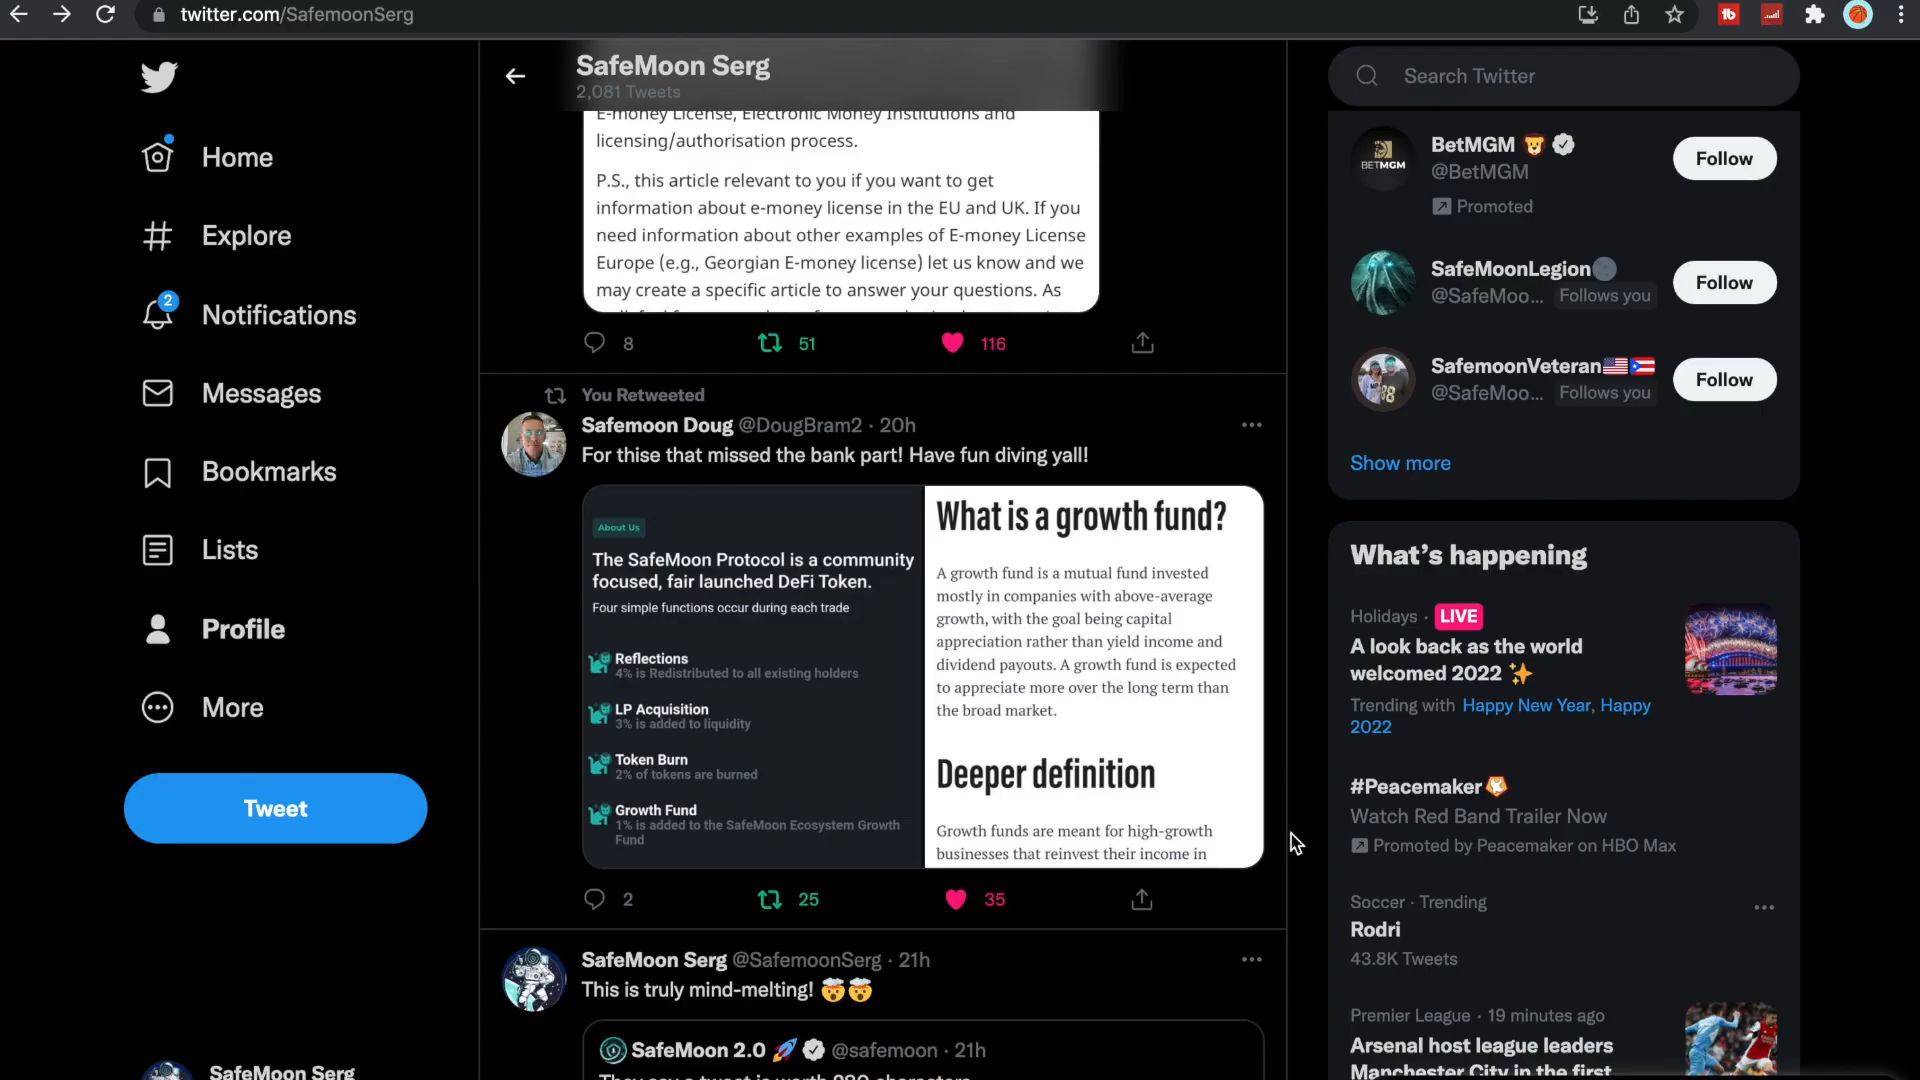 twitter.com/SafemoonSerg
Home
Explore
2
Notifications
Messages
Bookmarks
Lists
Profile
More
Tweet
SafeMoon Serg
SafeMoon Serg
2,081 Tweets
E-money License, Electronic Money Institutions and
licensing/authorisation process.
P.S., this article relevant to you if you want to get
information about e-money license in the EU and UK. If you
need information about other examples of E-money License
Europe (e.g., Georgian E-money license) let us know and we
may create a specific article to answer your questions. As
8 51 116
You Retweeted
Safemoon Doug @DougBram2 · 20h
For thise that missed the bank part! Have fun diving yall!
About Us
The SafeMoon Protocol is a community
focused, fair launched DeFi Token.
Four simple functions occur during each trade
Reflections
4% is Redistributed to all existing holders
LP Acquisition
3% is added to liquidity
Token Burn
2% of tokens are burned
Growth Fund
1% is added to the SafeMoon Ecosystem Growth
Fund
What is a growth fund?
A growth fund is a mutual fund invested
mostly in companies with above-average
growth, with the goal being capital
appreciation rather than yield income and
dividend payouts. A growth fund is expected
to appreciate more over the long term than
the broad market.
Deeper definition
Growth funds are meant for high-growth
businesses that reinvest their income in
2 25 35
SafeMoon Serg @SafemoonSerg · 21h
This is truly mind-melting! 🤯🤯
SafeMoon 2.0 🚀 @safemoon · 21h
They say a tweet is worth 280 characters
Search Twitter
BETMGM
BetMGM 🦁
@BetMGM
Promoted
Follow
SafeMoonLegion🌑
@SafeMoo... Follows you
Follow
SafemoonVeteran🇺🇸🇵🇷
@SafeMoo... Follows you
Follow
Show more
What's happening
Holidays · LIVE
A look back as the world
welcomed 2022 ✨
Trending with Happy New Year, Happy
2022
#Peacemaker
Watch Red Band Trailer Now
Promoted by Peacemaker on HBO Max
Soccer · Trending
Rodri
43.8K Tweets
Premier League · 19 minutes ago
Arsenal host league leaders
Manchester City in the first